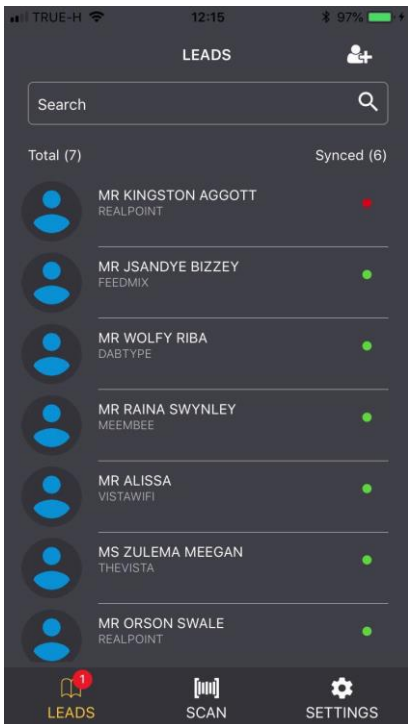 TRUE-H 12:15 97%
LEADS
Search
Total (7) Synced (6)
MR KINGSTON AGGOTT
REALPOINT
MR JSANDYE BIZZEY
FEEDMIX
MR WOLFY RIBA
DABTYPE
MR RAINA SWYNLEY
MEEMBEE
MR ALISSA
VISTAWIFI
MS ZULEMA MEEGAN
THEVISTA
MR ORSON SWALE
REALPOINT
1
LEADS SCAN SETTINGS